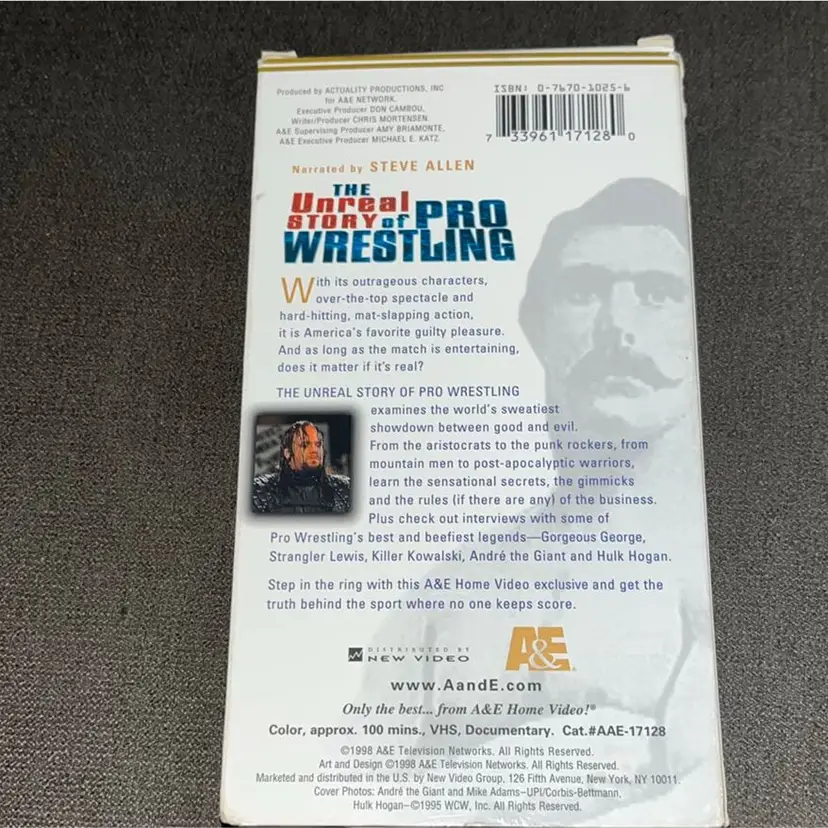 Produced by ACTUALITY PRODUCTIONS, INC
for A&E NETWORK,
Executive Producer DON CAMBOU,
Writer/Producer CHRIS MORTENSEN
A&E Supervising Producer AMY BRIAMONTE,
A&E Executive Producer MICHAEL E. KATZ
ISBN: 0-7670-1025-6
7 33961 17128 0
Narrated by STEVE ALLEN
THE
Unreal
STORY of PRO
WRESTLING
With its outrageous characters,
over-the-top spectacle and
hard-hitting, mat-slapping action,
it is America's favorite guilty pleasure.
And as long as the match is entertaining,
does it matter if it's real?
THE UNREAL STORY OF PRO WRESTLING
examines the world's sweatiest
showdown between good and evil.
From the aristocrats to the punk rockers, from
mountain men to post-apocalyptic warriors,
learn the sensational secrets, the gimmicks
and the rules (if there are any) of the business.
Plus check out interviews with some of
Pro Wrestling's best and beefiest legends—Gorgeous George,
Strangler Lewis, Killer Kowalski, André the Giant and Hulk Hogan.
Step in the ring with this A&E Home Video exclusive and get the
truth behind the sport where no one keeps score.
DISTRIBUTED BY
NEW VIDEO
A&E
www.AandE.com
Only the best... from A&E Home Video!®
Color, approx. 100 mins., VHS, Documentary. Cat.#AAE-17128
©1998 A&E Television Networks. All Rights Reserved.
Art and Design ©1998 A&E Television Networks. All Rights Reserved.
Marketed and distributed in the U.S. by New Video Group, 126 Fifth Avenue, New York, NY 10011.
Cover Photos: André the Giant and Mike Adams–UPI/Corbis-Bettmann,
Hulk Hogan–©1995 WCW, Inc. All Rights Reserved.